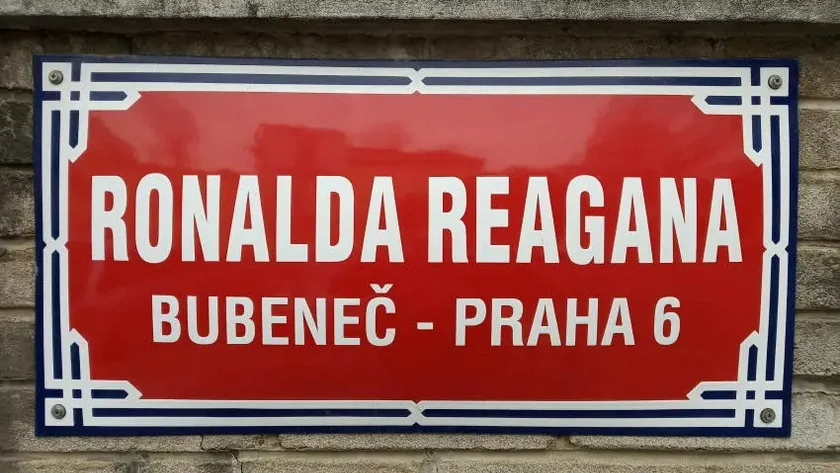 RONALDA REAGANA
BUBENEČ - PRAHA 6